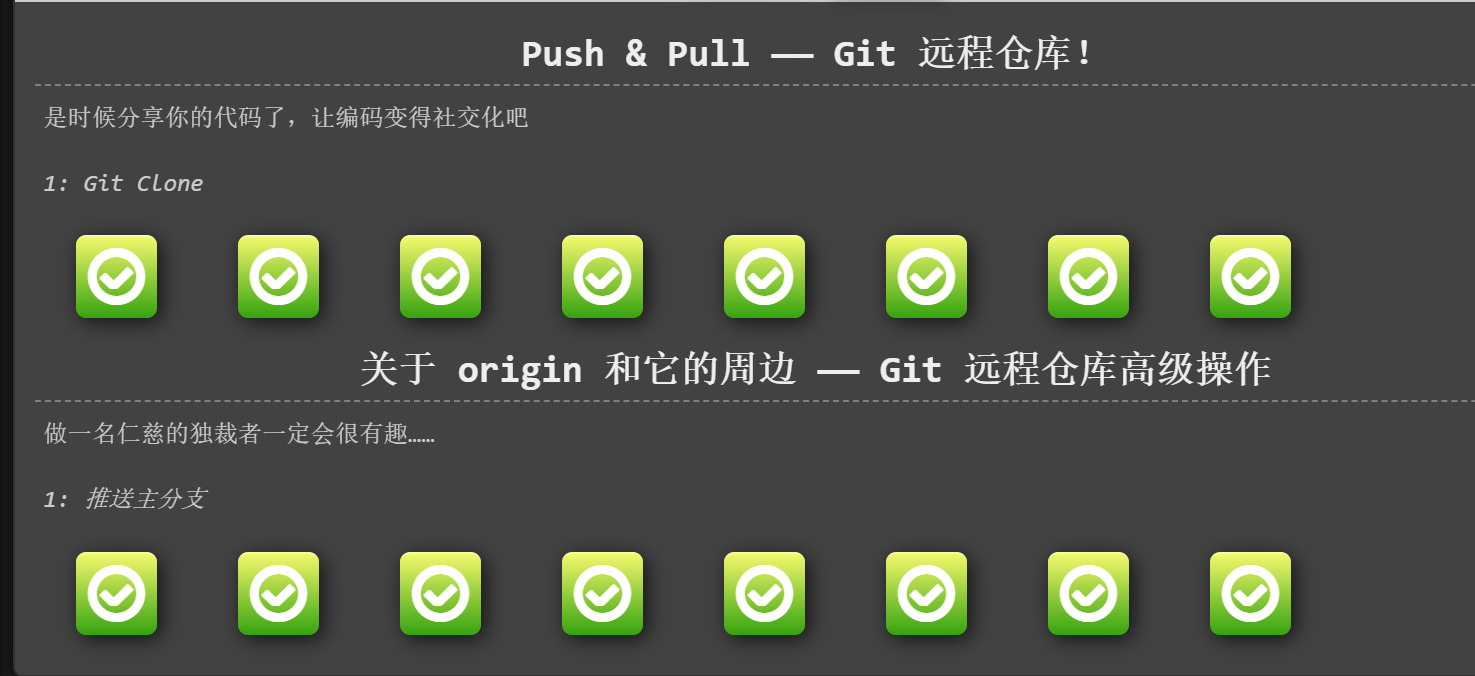 Push & Pull —— Git 远程仓库！
是时候分享你的代码了，让编码变得社交化吧
1: Git Clone
关于 origin 和它的周边 —— Git 远程仓库高级操作
做一名仁慈的独裁者一定会很有趣……
1: 推送主分支